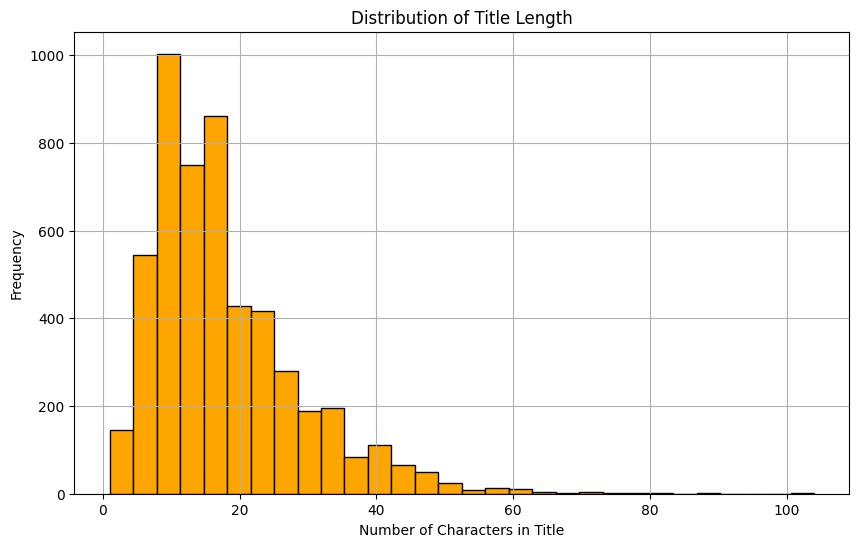 Distribution of Title Length
1000
800
600
400
200
0
Frequency
0 20 40 60 80 100
Number of Characters in Title